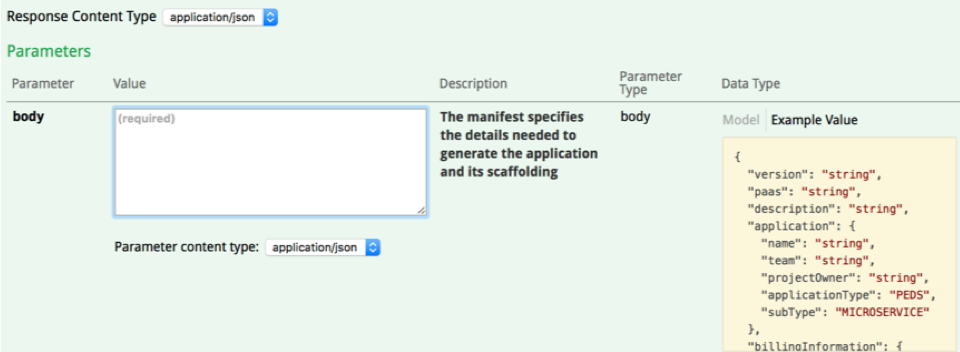 Response Content Type application/json
Parameters
Parameter Value Description Parameter Type Data Type
body (required) The manifest specifies the details needed to generate the application and its scaffolding body Model Example Value
{
"version": "string",
"paas": "string",
"description": "string",
"application": {
"name": "string",
"team": "string",
"projectOwner": "string",
"applicationType": "PEDS",
"subType": "MICROSERVICE"
},
"billingInformation": {
Parameter content type: application/json